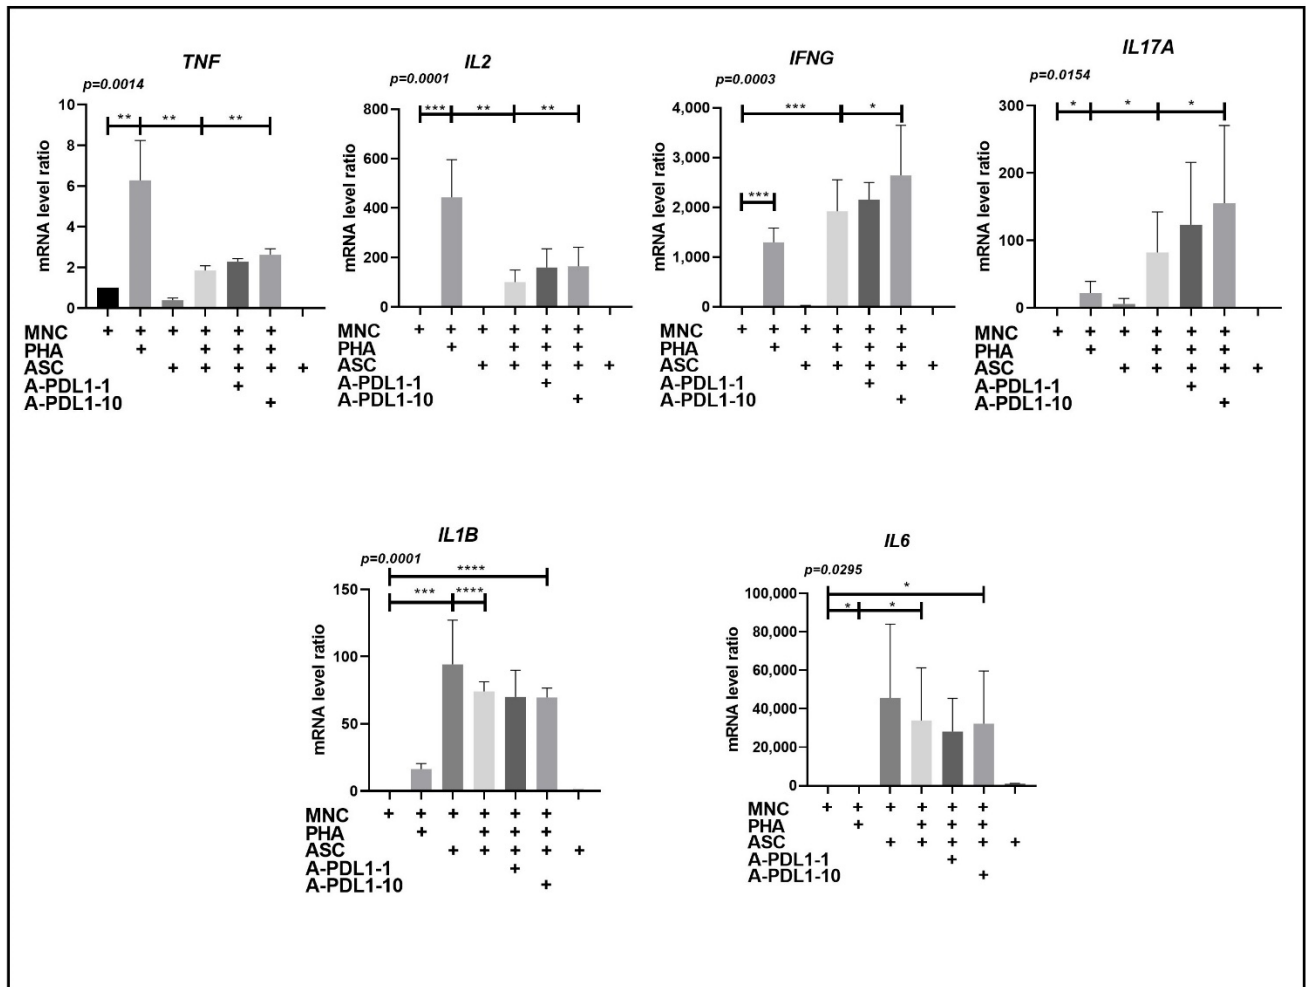 TNF
p=0.0014
** ** **
mRNA level ratio
10
8
6
4
2
0
MNC + + + + + +
PHA + + + +
ASC + + + + +
A-PDL1-1 +
A-PDL1-10 +
IL2
p=0.0001
*** ** **
mRNA level ratio
800
600
400
200
0
MNC + + + + + +
PHA + + + +
ASC + + + + +
A-PDL1-1 +
A-PDL1-10 +
IFNG
p=0.0003
*** *
***
mRNA level ratio
4,000
3,000
2,000
1,000
0
MNC + + + + + +
PHA + + + +
ASC + + + + +
A-PDL1-1 +
A-PDL1-10 +
IL17A
p=0.0154
* * *
mRNA level ratio
300
200
100
0
MNC + + + + + +
PHA + + + +
ASC + + + + +
A-PDL1-1 +
A-PDL1-10 +
IL1B
p=0.0001
****
*** ****
mRNA level ratio
150
100
50
0
MNC + + + + + +
PHA + + + +
ASC + + + + +
A-PDL1-1 +
A-PDL1-10 +
IL6
p=0.0295
*
* *
mRNA level ratio
100,000
80,000
60,000
40,000
20,000
0
MNC + + + + + +
PHA + + + +
ASC + + + + +
A-PDL1-1 +
A-PDL1-10 +